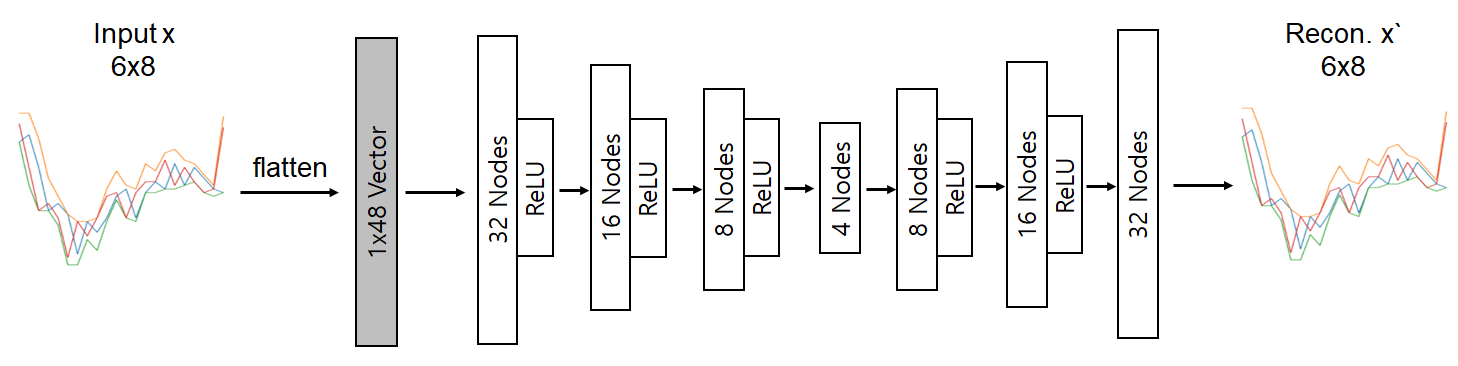 Input x
6x8
flatten
1x48 Vector
32 Nodes
ReLU
16 Nodes
ReLU
8 Nodes
ReLU
4 Nodes
8 Nodes
ReLU
16 Nodes
ReLU
32 Nodes
Recon. x`
6x8